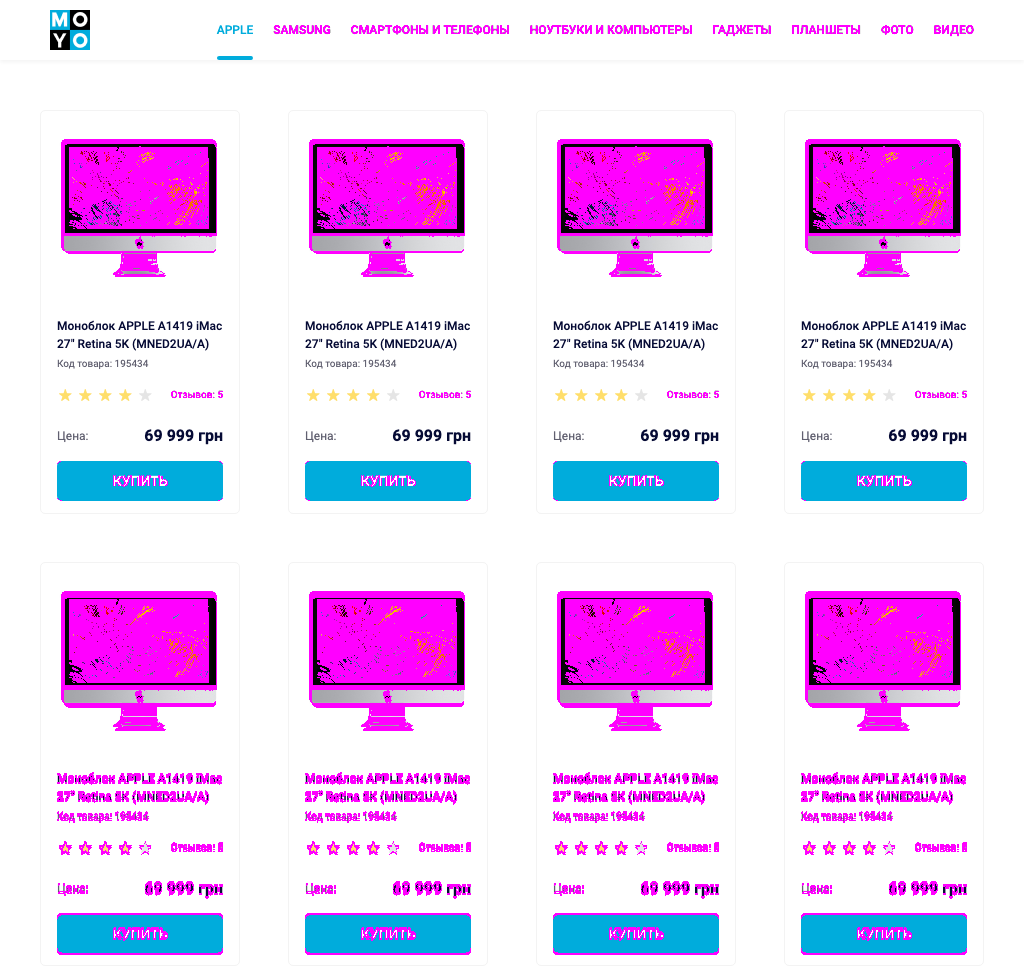 MO
YO
APPLE SAMSUNG СМАРТФОНЫ И ТЕЛЕФОНЫ НОУТБУКИ И КОМПЬЮТЕРЫ ГАДЖЕТЫ ПЛАНШЕТЫ ФОТО ВИДЕО
Моноблок APPLE A1419 iMac
27" Retina 5K (MNED2UA/A)
Код товара: 195434
Отзывов: 5
Цена: 69 999 грн
КУПИТЬ
Моноблок APPLE A1419 iMac
27" Retina 5K (MNED2UA/A)
Код товара: 195434
Отзывов: 5
Цена: 69 999 грн
КУПИТЬ
Моноблок APPLE A1419 iMac
27" Retina 5K (MNED2UA/A)
Код товара: 195434
Отзывов: 5
Цена: 69 999 грн
КУПИТЬ
Моноблок APPLE A1419 iMac
27" Retina 5K (MNED2UA/A)
Код товара: 195434
Отзывов: 5
Цена: 69 999 грн
КУПИТЬ
Моноблок APPLE A1419 iMac
27" Retina 5K (MNED2UA/A)
Код товара: 195434
Отзывов: 5
Цена: 69 999 грн
КУПИТЬ
Моноблок APPLE A1419 iMac
27" Retina 5K (MNED2UA/A)
Код товара: 195434
Отзывов: 5
Цена: 69 999 грн
КУПИТЬ
Моноблок APPLE A1419 iMac
27" Retina 5K (MNED2UA/A)
Код товара: 195434
Отзывов: 5
Цена: 69 999 грн
КУПИТЬ
Моноблок APPLE A1419 iMac
27" Retina 5K (MNED2UA/A)
Код товара: 195434
Отзывов: 5
Цена: 69 999 грн
КУПИТЬ